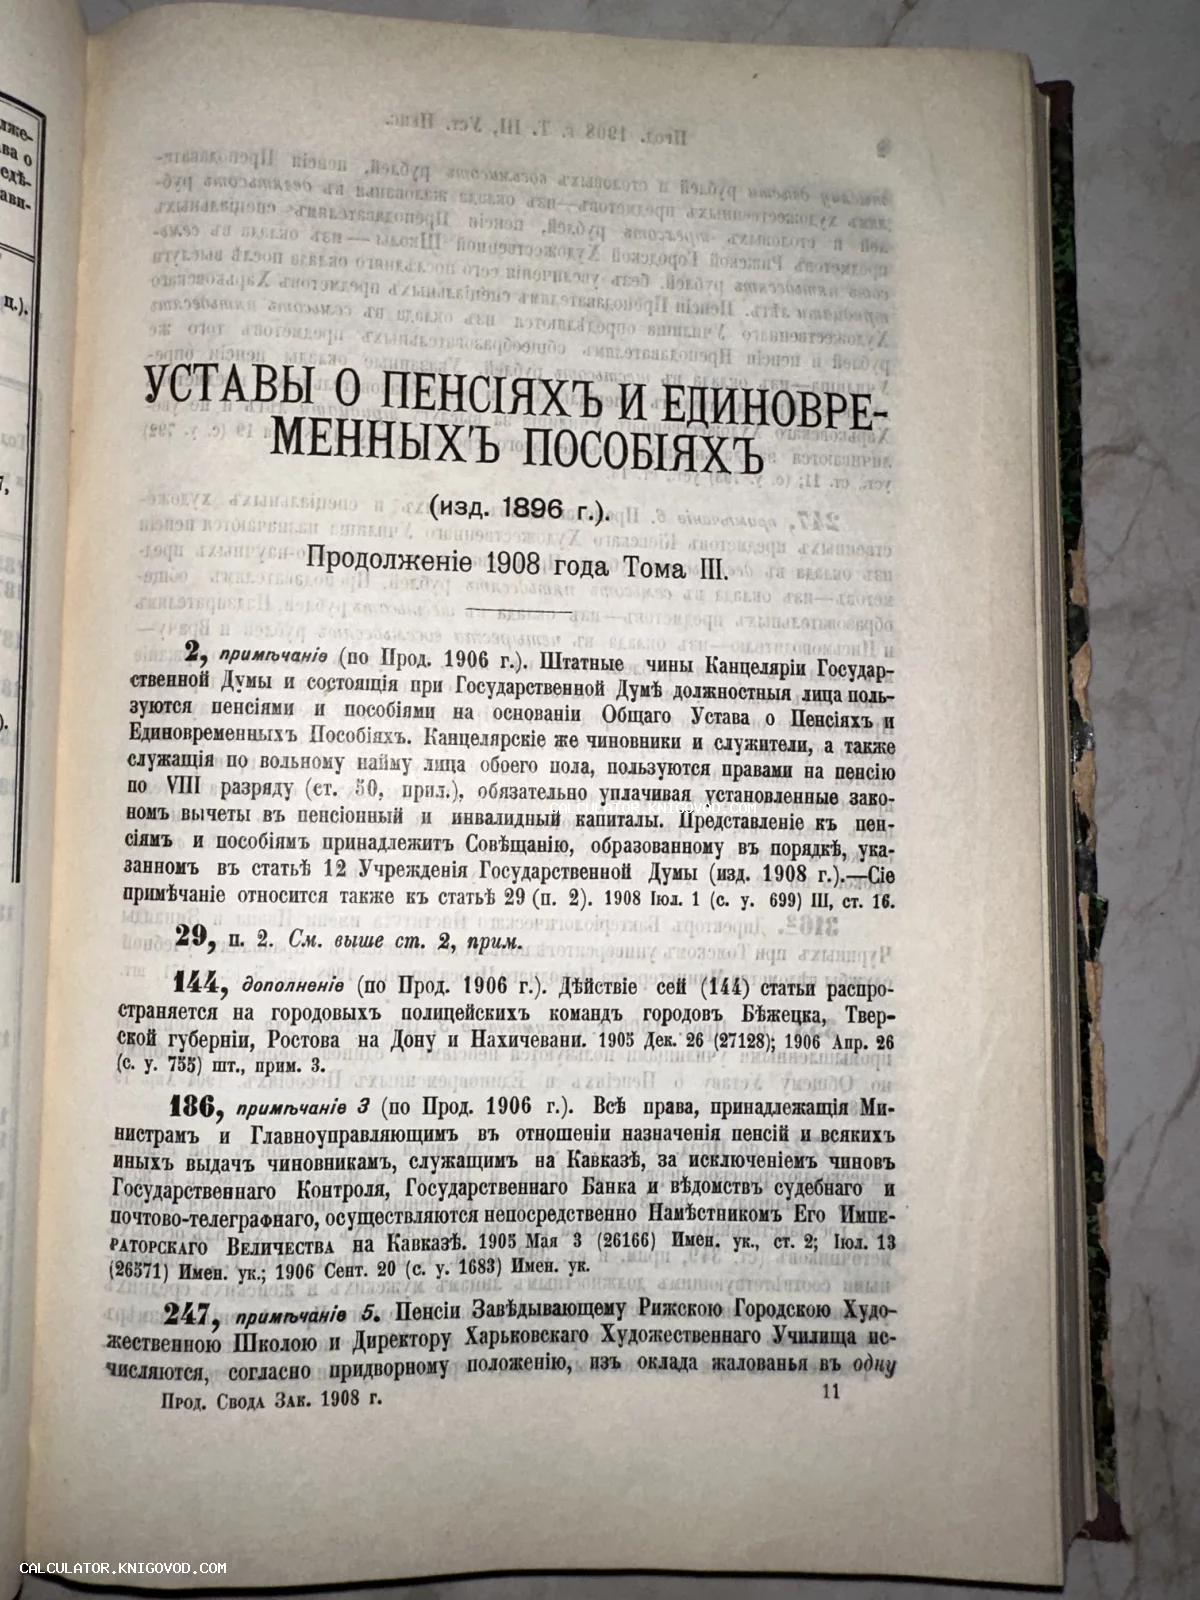 УСТАВЫ О ПЕНСІЯХЪ И ЕДИНОВРЕ-
МЕННЫХЪ ПОСОБІЯХЪ
(изд. 1896 г.).
Продолженіе 1908 года Тома III.
2, примѣчаніе (по Прод. 1906 г.). Штатные чины Канцеляріи Государ-
ственной Думы и состоящія при Государственной Думѣ должностныя лица поль-
зуются пенсіями и пособіями на основаніи Общаго Устава о Пенсіяхъ и
Единовременныхъ Пособіяхъ. Канцелярскіе же чиновники и служители, а также
служащія по вольному найму лица обоего пола, пользуются правами на пенсію
по VIII разряду (ст. 50, прил.), обязательно уплачивая установленные зако-
номъ вычеты въ пенсіонный и инвалидный капиталы. Представленіе къ пен-
сіямъ и пособіямъ принадлежитъ Совѣщанію, образованному въ порядкѣ, ука-
занномъ въ статьѣ 12 Учрежденія Государственной Думы (изд. 1908 г.).—Сіе
примѣчаніе относится также къ статьѣ 29 (п. 2). 1908 Іюл. 1 (с. у. 699) III, ст. 16.
29, п. 2. См. выше ст. 2, прим.
144, дополненіе (по Прод. 1906 г.). Дѣйствіе сей (144) статьи распро-
страняется на городовыхъ полицейскихъ командъ городовъ Бѣжецка, Твер-
ской губерніи, Ростова на Дону и Нахичевани. 1905 Дек. 26 (27128); 1906 Апр. 26
(с. у. 755) шт., прим. 3.
186, примѣчаніе 3 (по Прод. 1906 г.). Всѣ права, принадлежащія Ми-
нистрамъ и Главноуправляющимъ въ отношеніи назначенія пенсій и всякихъ
иныхъ выдачъ чиновникамъ, служащимъ на Кавказѣ, за исключеніемъ чиновъ
Государственнаго Контроля, Государственнаго Банка и вѣдомствъ судебнаго и
почтово-телеграфнаго, осуществляются непосредственно Намѣстникомъ Его Импе-
раторскаго Величества на Кавказѣ. 1905 Мая 3 (26166) Имен. ук., ст. 2; Іюл. 13
(26571) Имен. ук.; 1906 Сент. 20 (с. у. 1683) Имен. ук.
247, примѣчаніе 5. Пенсіи Завѣдывающему Рижскою Городскою Худо-
жественною Школою и Директору Харьковскаго Художественнаго Училища ис-
числяются, согласно придворному положенію, изъ оклада жалованья въ одну
Прод. Свода Зак. 1908 г.
11
CALCULATOR.KNIGOVOD.COM
CALCULATOR.KNIGOVOD.COM